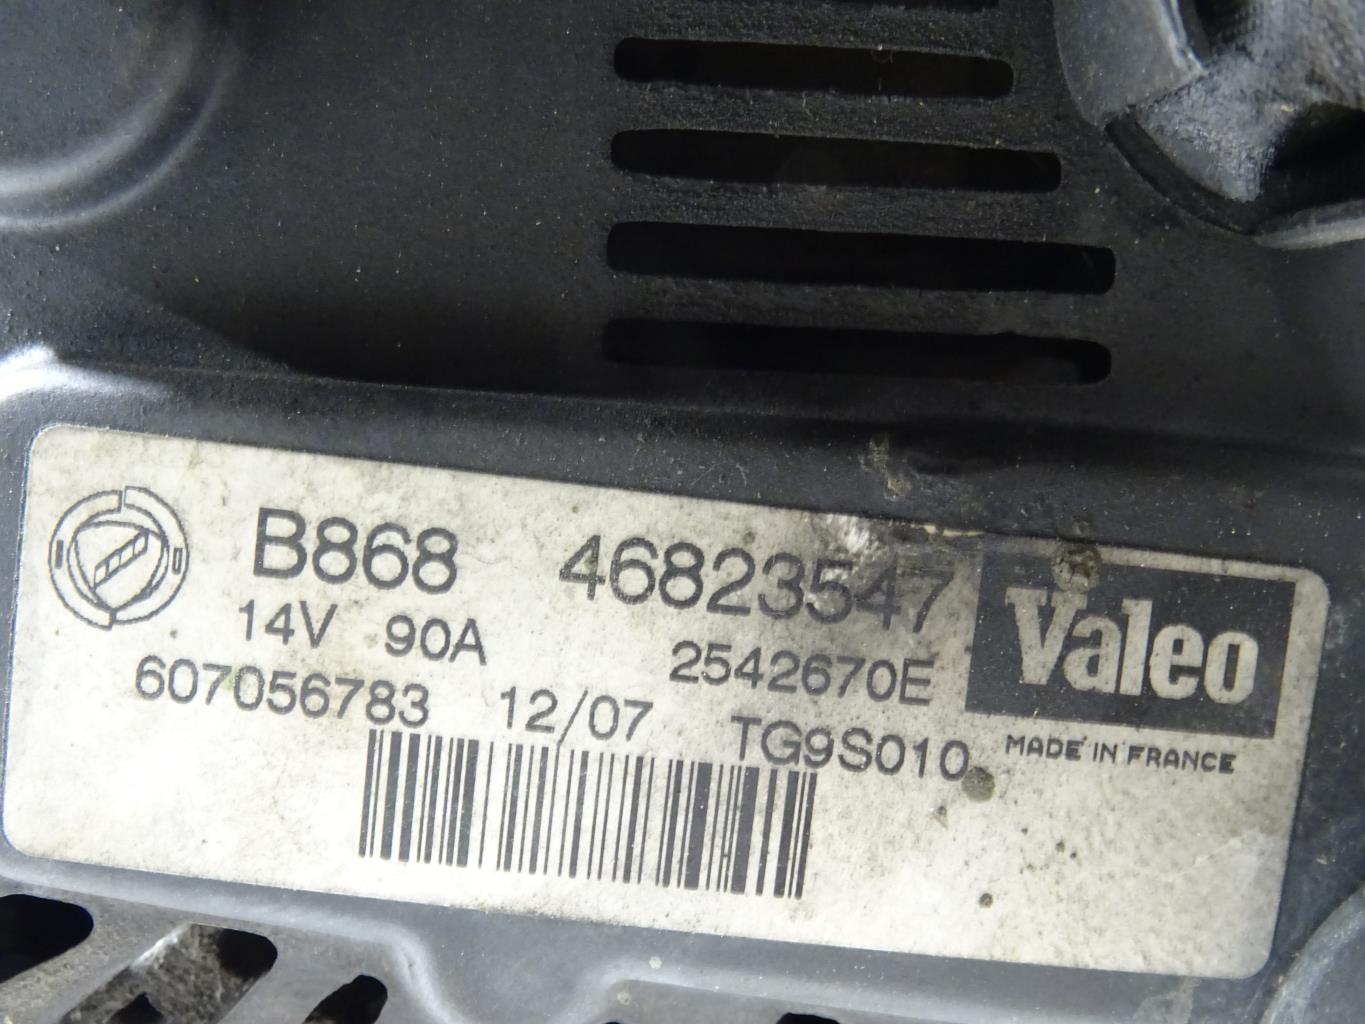 B868 46823547 Valeo
14V 90A 2542670E
607056783 12/07 TG9S010 MADE IN FRANCE